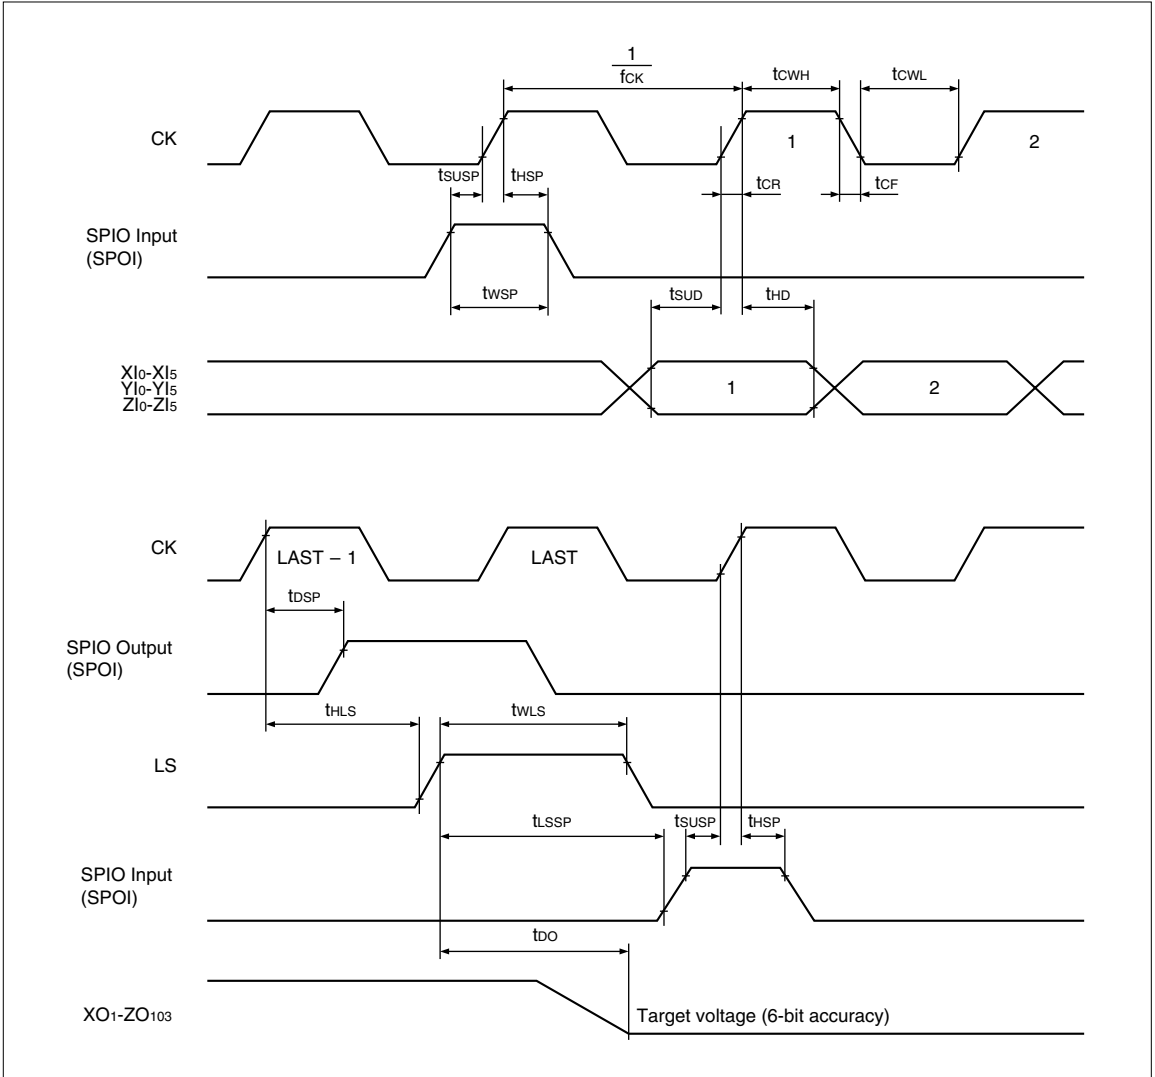 1
fCK
tCWH
tCWL
CK
1
2
tSUSP
tHSP
tCR
tCF
SPIO Input
(SPOI)
tWSP
tSUD
tHD
XI0-XI5
YI0-YI5
ZI0-ZI5
1
2
CK
LAST – 1
LAST
tDSP
SPIO Output
(SPOI)
tHLS
tWLS
LS
tLSSP
tSUSP
tHSP
SPIO Input
(SPOI)
tDO
XO1-ZO103
Target voltage (6-bit accuracy)